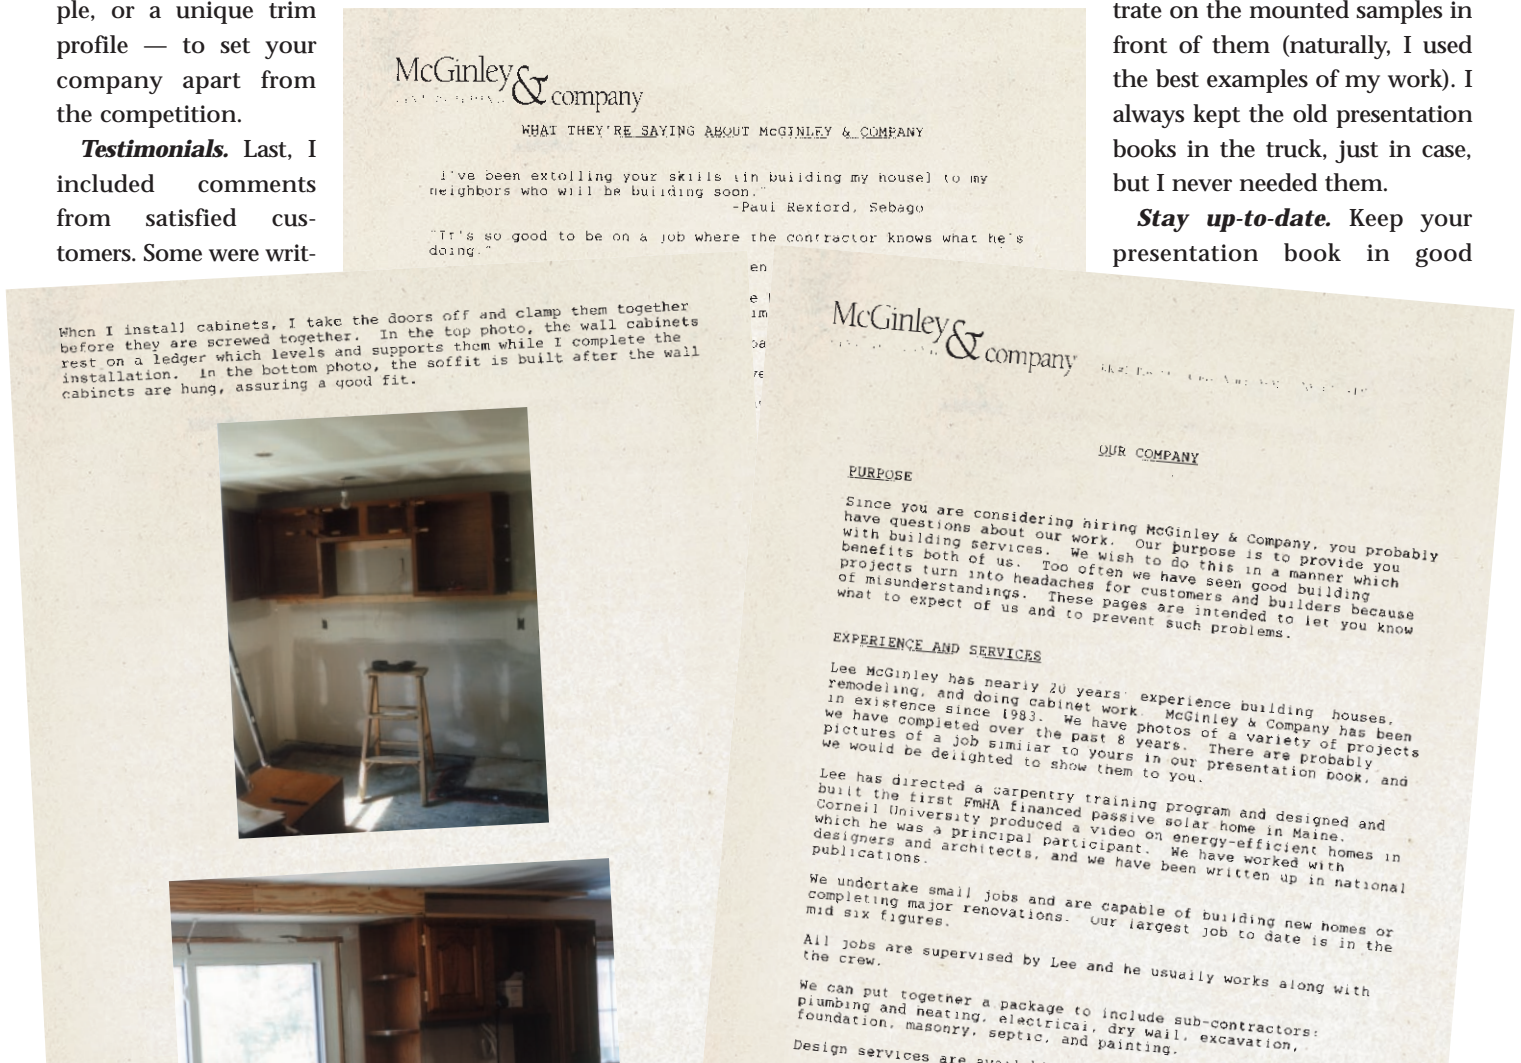 ple, or a unique trim
profile — to set your
company apart from
the competition.
Testimonials. Last, I
included comments
from satisfied cus-
tomers. Some were writ-
McGinley
& company
WHAT THEY'RE SAYING ABOUT McGINLEY & COMPANY
I've been extolling your skills [in building my house] to my
neighbors who will be building soon."
-Paul Rexford, Sebago
"It's so good to be on a job where the contractor knows what he's
doing."
en
trate on the mounted samples in
front of them (naturally, I used
the best examples of my work). I
always kept the old presentation
books in the truck, just in case,
but I never needed them.
Stay up-to-date. Keep your
presentation book in good
When I install cabinets, I take the doors off and clamp them together
before they are screwed together. In the top photo, the wall cabinets
rest on a ledger which levels and supports them while I complete the
installation. In the bottom photo, the soffit is built after the wall
cabinets are hung, assuring a good fit.
McGinley
& company
OUR COMPANY
PURPOSE
Since you are considering hiring McGinley & Company, you probably
have questions about our work. Our purpose is to provide you
with building services. We wish to do this in a manner which
benefits both of us. Too often we have seen good building
projects turn into headaches for customers and builders because
of misunderstandings. These pages are intended to let you know
what to expect of us and to prevent such problems.
EXPERIENCE AND SERVICES
Lee McGinley has nearly 20 years' experience building houses,
remodeling, and doing cabinet work. McGinley & Company has been
in existence since 1983. We have photos of a variety of projects
we have completed over the past 8 years. There are probably
pictures of a job similar to yours in our presentation book, and
we would be delighted to show them to you.
Lee has directed a carpentry training program and designed and
built the first FmHA financed passive solar home in Maine.
Cornell University produced a video on energy-efficient homes in
which he was a principal participant. We have worked with
designers and architects, and we have been written up in national
publications.
We undertake small jobs and are capable of building new homes or
completing major renovations. Our largest job to date is in the
mid six figures.
All jobs are supervised by Lee and he usually works along with
the crew.
We can put together a package to include sub-contractors:
plumbing and heating, electrical, dry wall, excavation,
foundation, masonry, septic, and painting.
Design services are